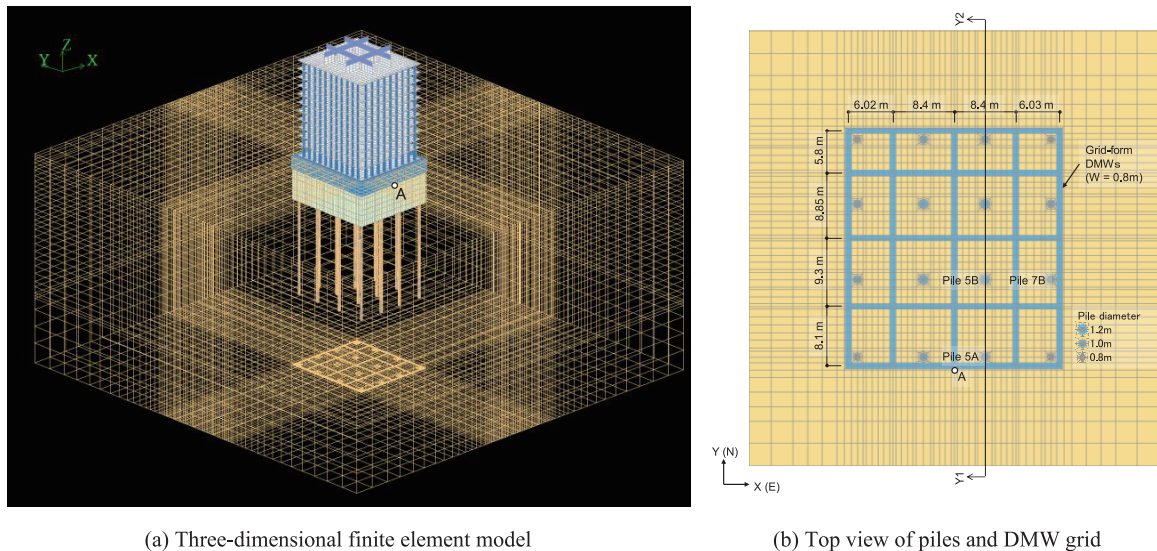 Z
Y
X
A
(a) Three-dimensional finite element model
Y2
6.02 m
8.4 m
8.4 m
6.03 m
5.8 m
8.85 m
9.3 m
8.1 m
Grid-form
DMWs
(W = 0.8m)
Pile 5B
Pile 7B
Pile 5A
Pile diameter
1.2m
1.0m
0.8m
A
Y (N)
X (E)
Y1
(b) Top view of piles and DMW grid